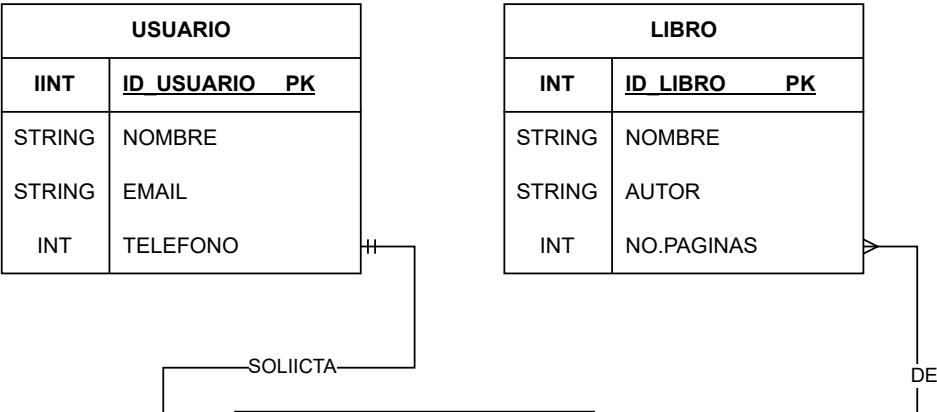 USUARIO
IINT ID_USUARIO PK
STRING NOMBRE
STRING EMAIL
INT TELEFONO
LIBRO
INT ID_LIBRO PK
STRING NOMBRE
STRING AUTOR
INT NO.PAGINAS
SOLIICTA
DE